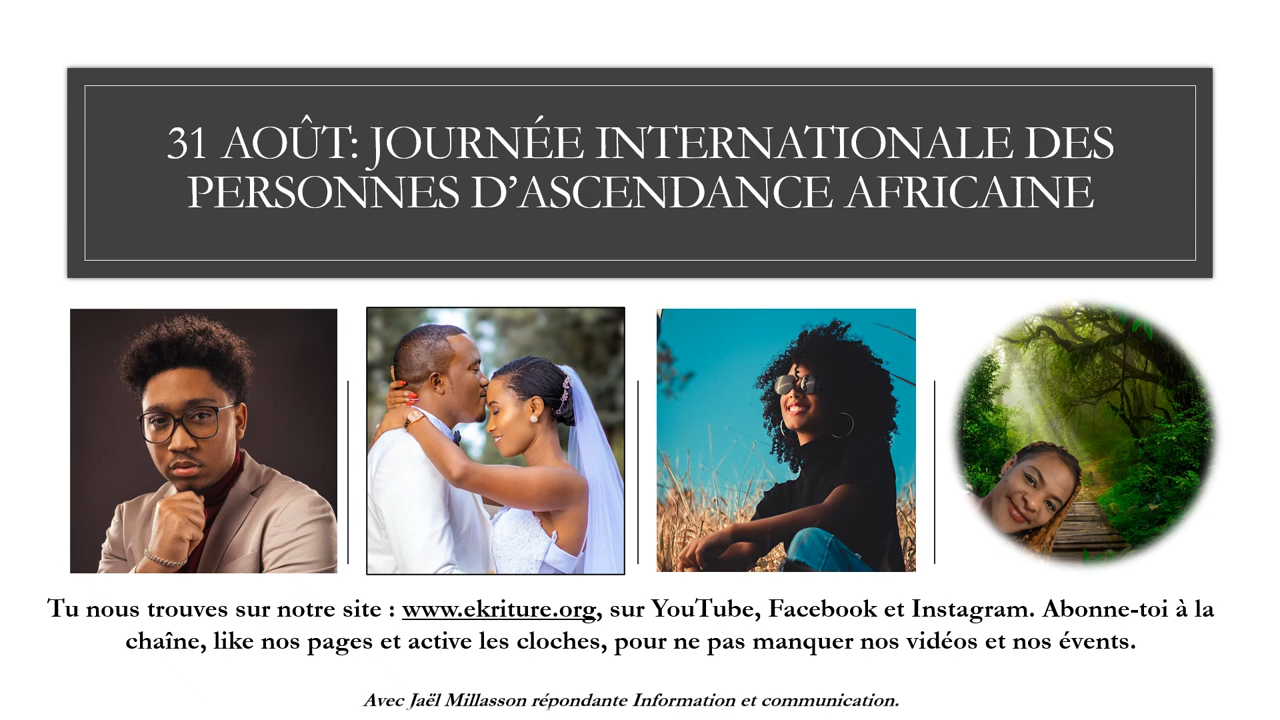 31 AOÛT: JOURNÉE INTERNATIONALE DES
PERSONNES D’ASCENDANCE AFRICAINE
Tu nous trouves sur notre site : www.ekriture.org, sur YouTube, Facebook et Instagram. Abonne-toi à la
chaîne, like nos pages et active les cloches, pour ne pas manquer nos vidéos et nos évents.
Avec Jaël Millasson répondante Information et communication.